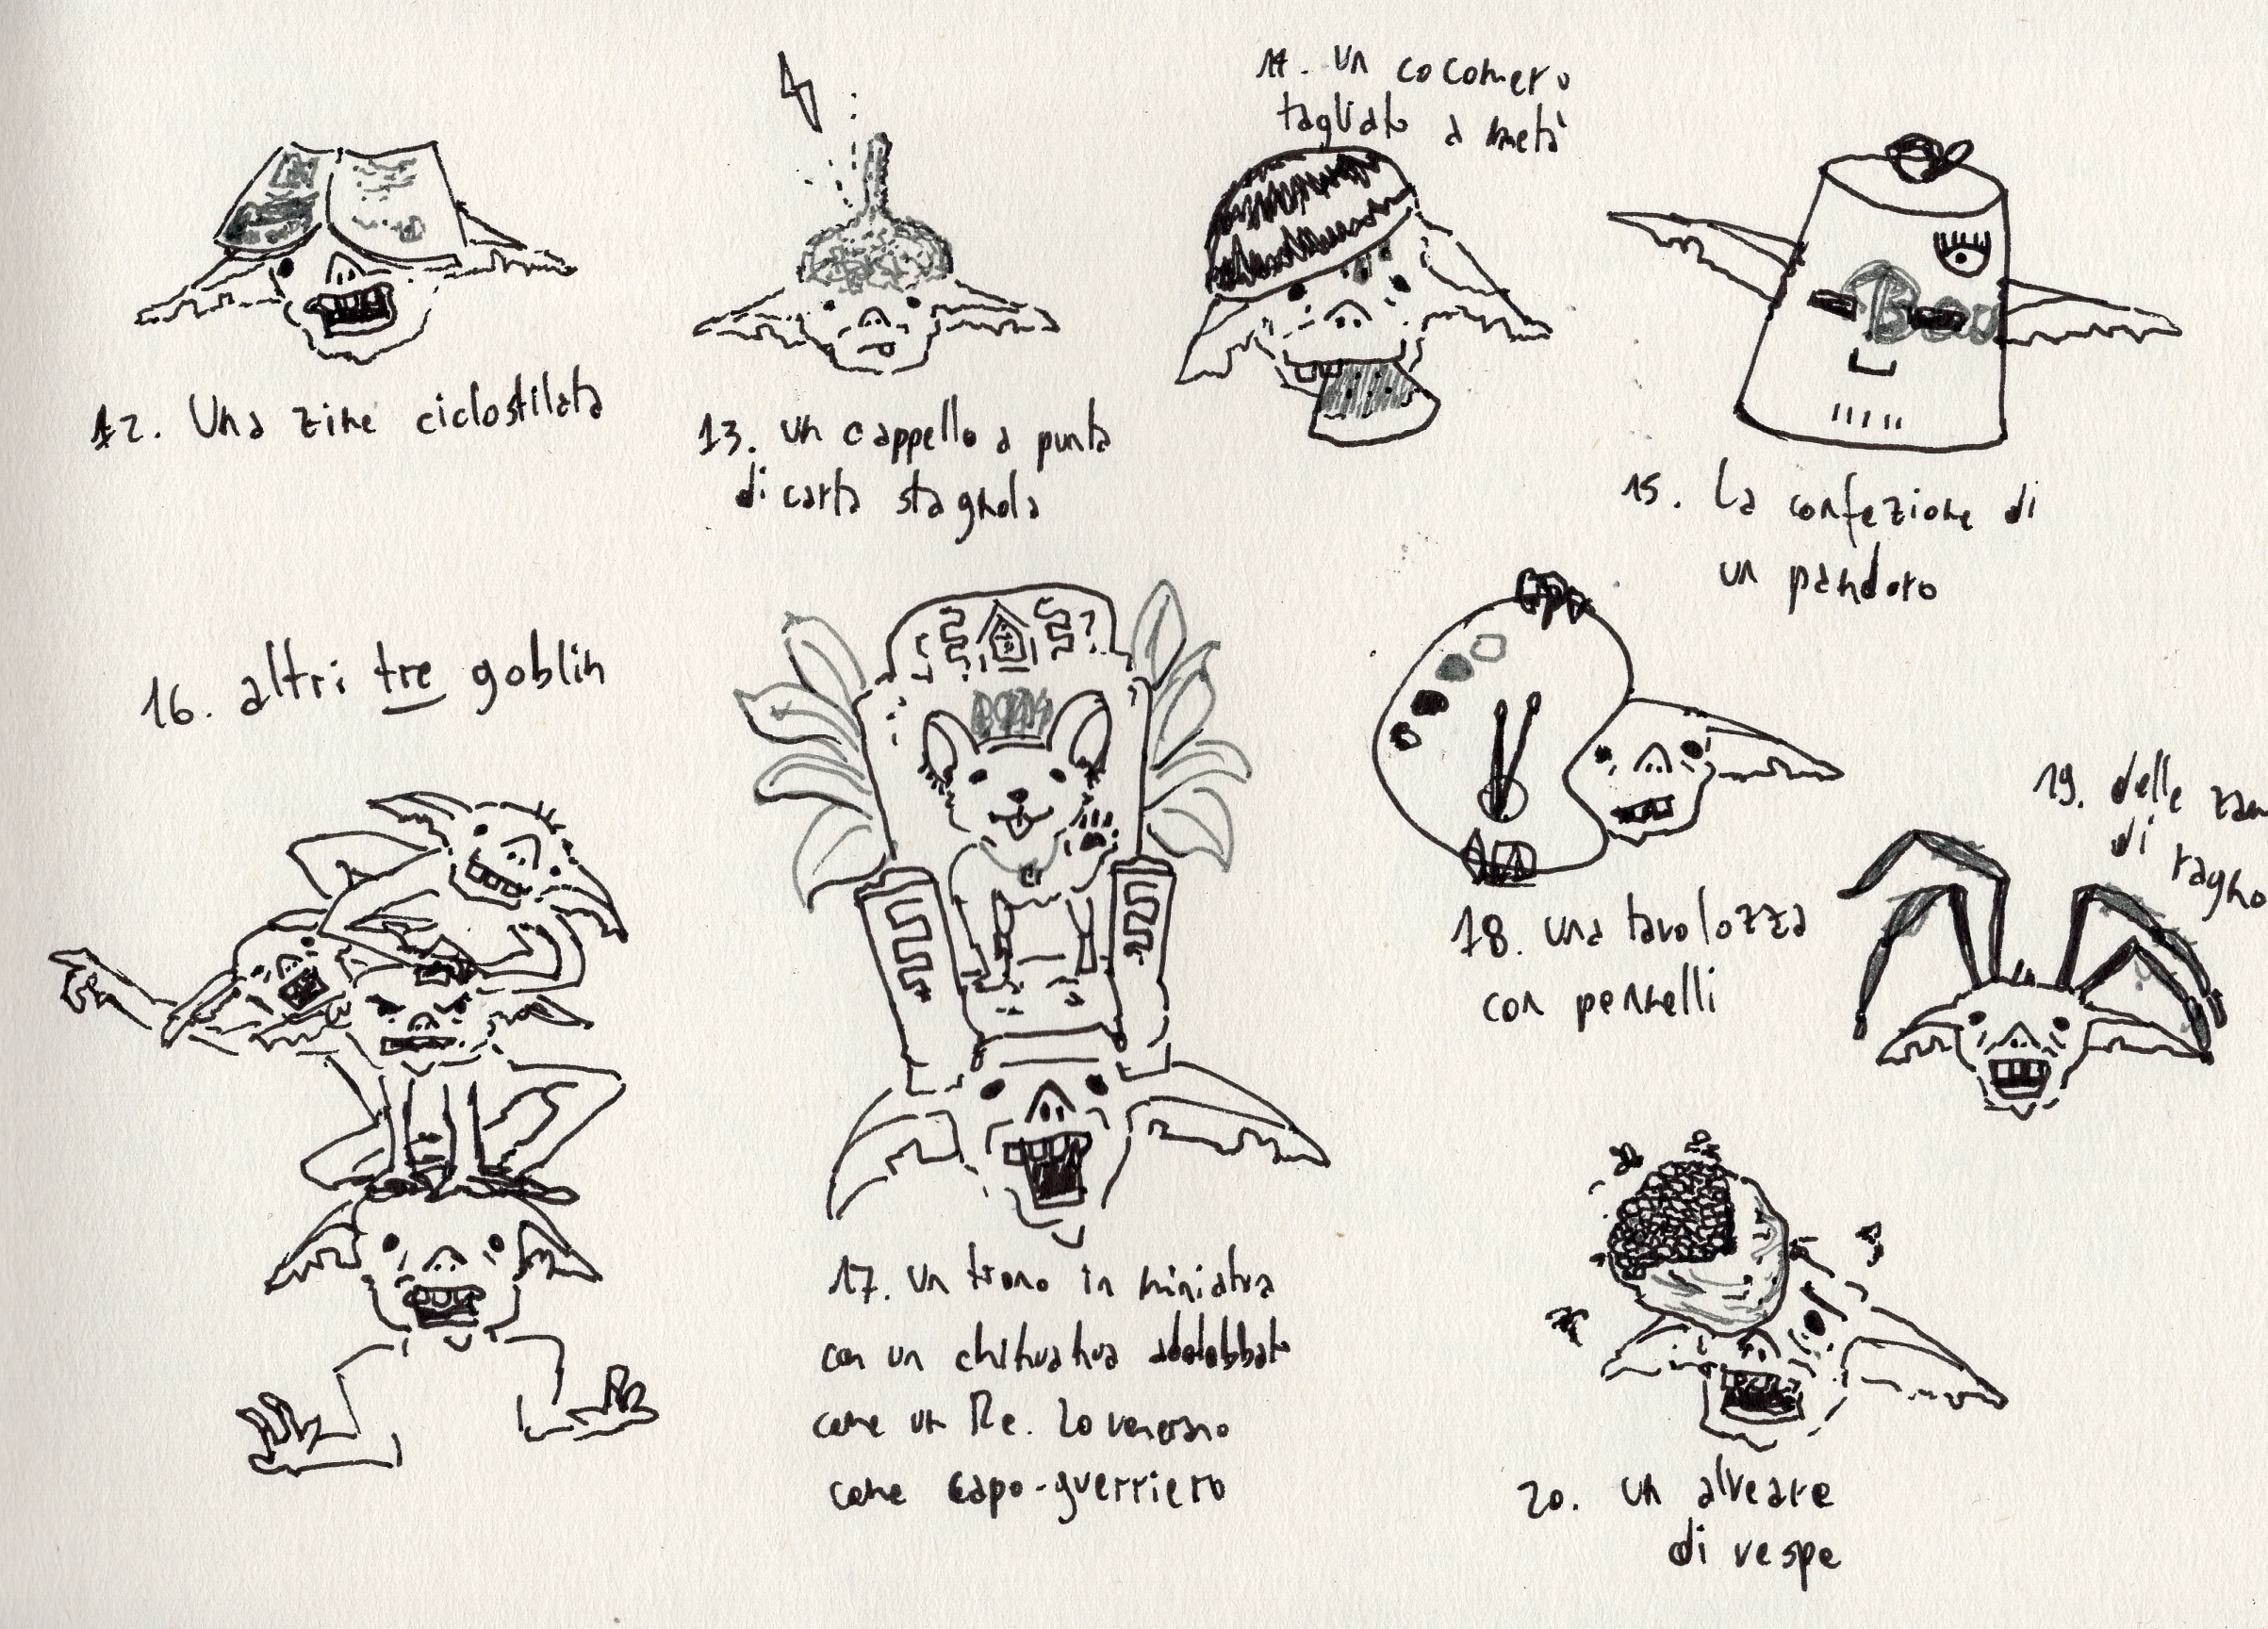 12. Una zine ciclostilata
13. un cappello a punta
di carta stagnola
14. un cocomero
tagliato a metà
15. La confezione di
un pandoro
16. altri tre goblin
17. un trono in miniatura
con un chihuahua addobbato
come un Re. Lo venerano
come capo-guerriero
18. una tavolozza
con pennelli
19. delle
di ragno
20. un alveare
di vespe